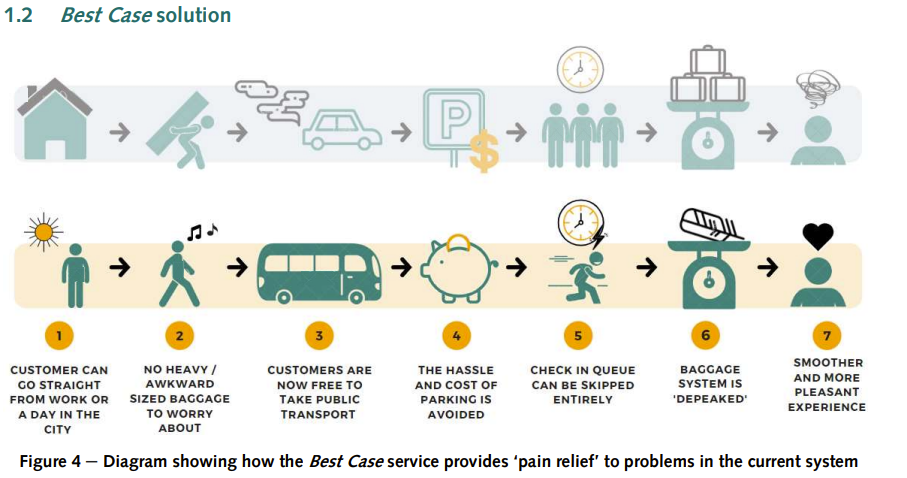 1.2 Best Case solution
P
$
1
2
3
4
5
6
7
CUSTOMER CAN
GO STRAIGHT
FROM WORK OR
A DAY IN THE
CITY
NO HEAVY /
AWKWARD
SIZED BAGGAGE
TO WORRY
ABOUT
CUSTOMERS ARE
NOW FREE TO
TAKE PUBLIC
TRANSPORT
THE HASSLE
AND COST OF
PARKING IS
AVOIDED
CHECK IN QUEUE
CAN BE SKIPPED
ENTIRELY
BAGGAGE
SYSTEM IS
'DEPEAKED'
SMOOTHER
AND MORE
PLEASANT
EXPERIENCE
Figure 4 – Diagram showing how the Best Case service provides ‘pain relief’ to problems in the current system